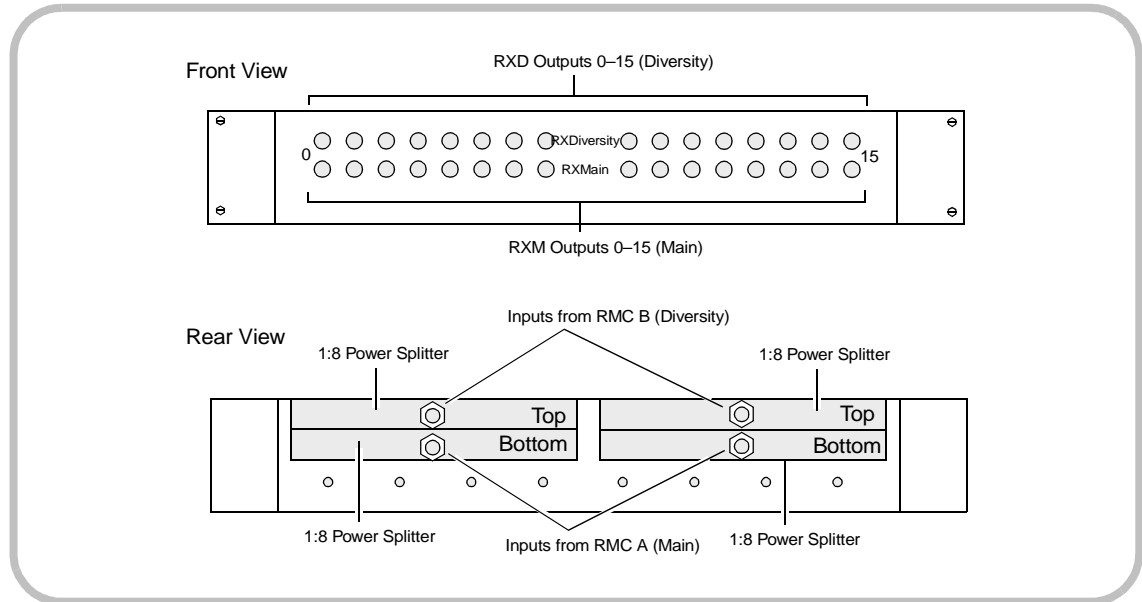 Front View
RXD Outputs 0–15 (Diversity)
RXDiversity
0
15
RXMain
RXM Outputs 0–15 (Main)
Inputs from RMC B (Diversity)
Rear View
1:8 Power Splitter
1:8 Power Splitter
Top
Top
Bottom
Bottom
1:8 Power Splitter
Inputs from RMC A (Main)
1:8 Power Splitter